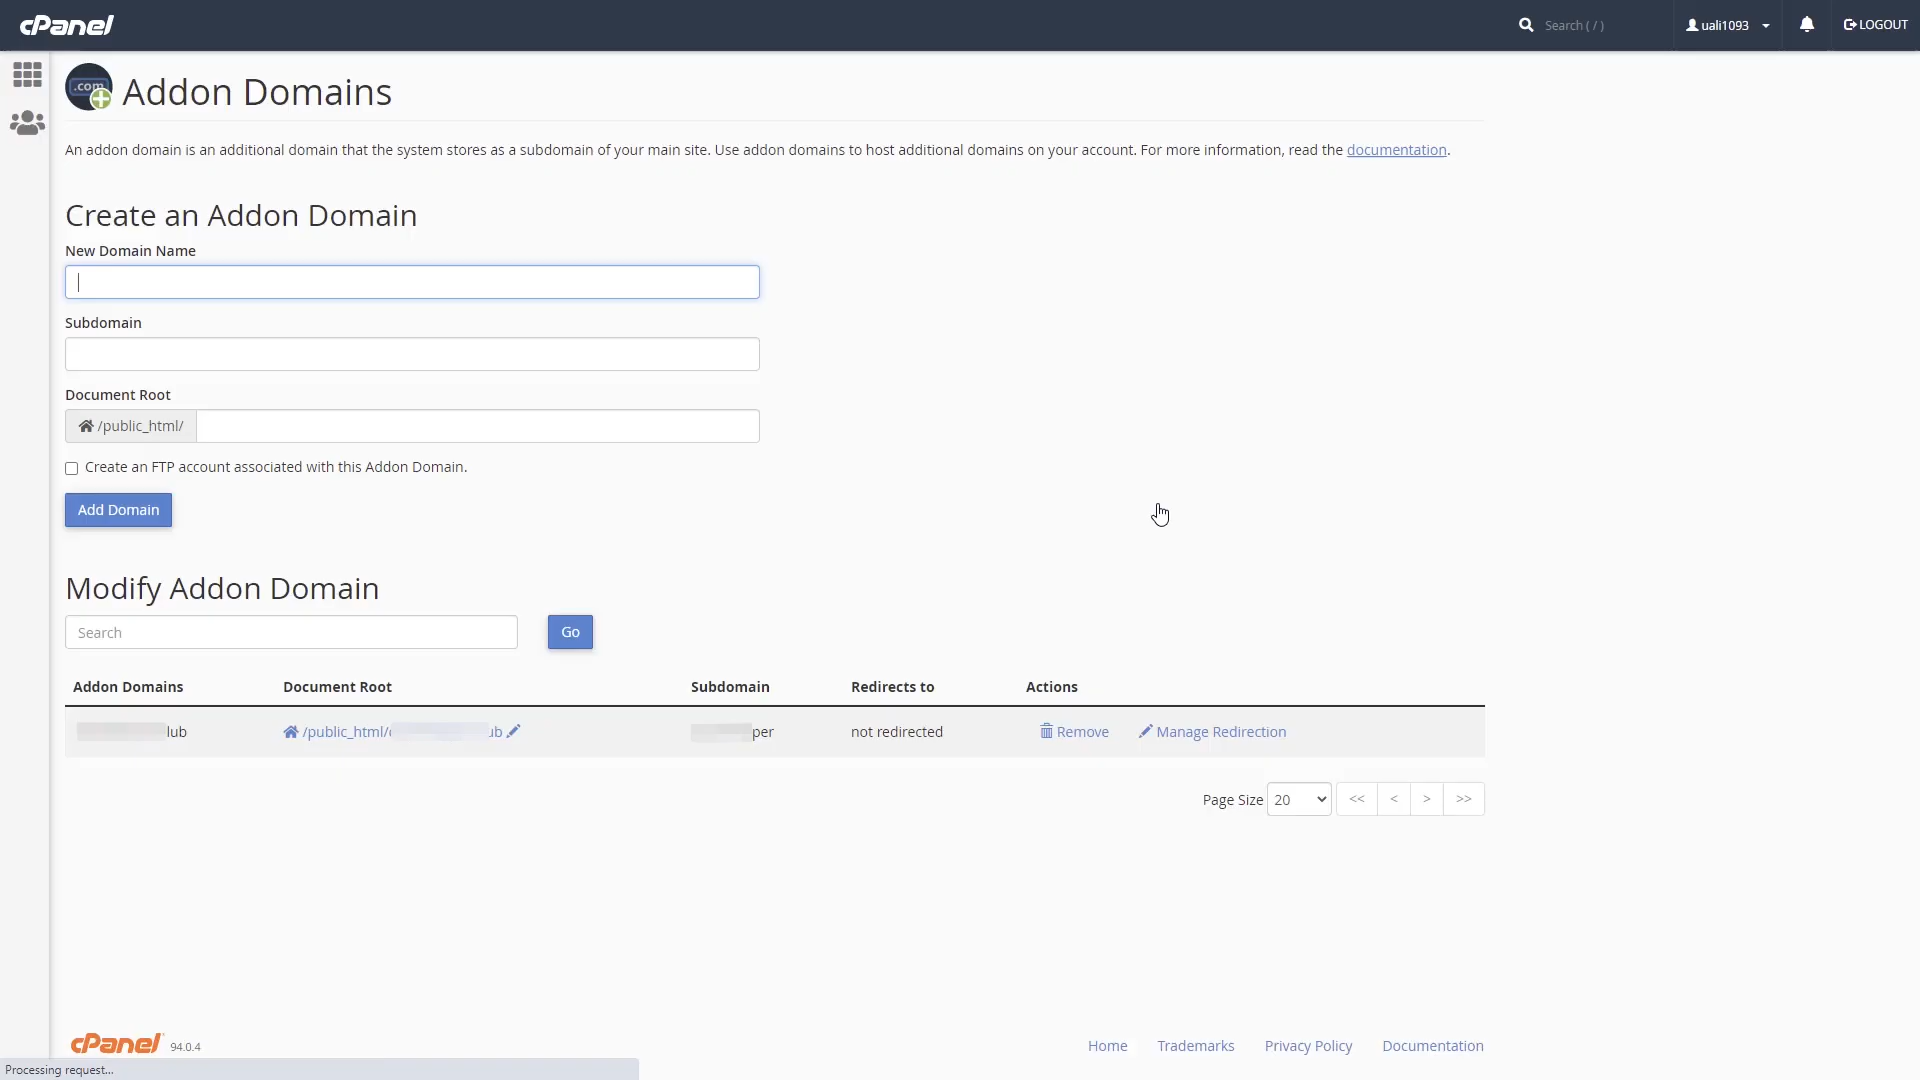 cPanel
Search ( / )
uali1093
LOGOUT
.com
Addon Domains
An addon domain is an additional domain that the system stores as a subdomain of your main site. Use addon domains to host additional domains on your account. For more information, read the documentation.
Create an Addon Domain
New Domain Name
Subdomain
Document Root
/public_html/
Create an FTP account associated with this Addon Domain.
Add Domain
Modify Addon Domain
Search
Go
Addon Domains Document Root Subdomain Redirects to Actions
lub /public_html/ ub per not redirected Remove Manage Redirection
Page Size 20 << < > >>
cPanel 94.0.4
Home Trademarks Privacy Policy Documentation
Processing request...